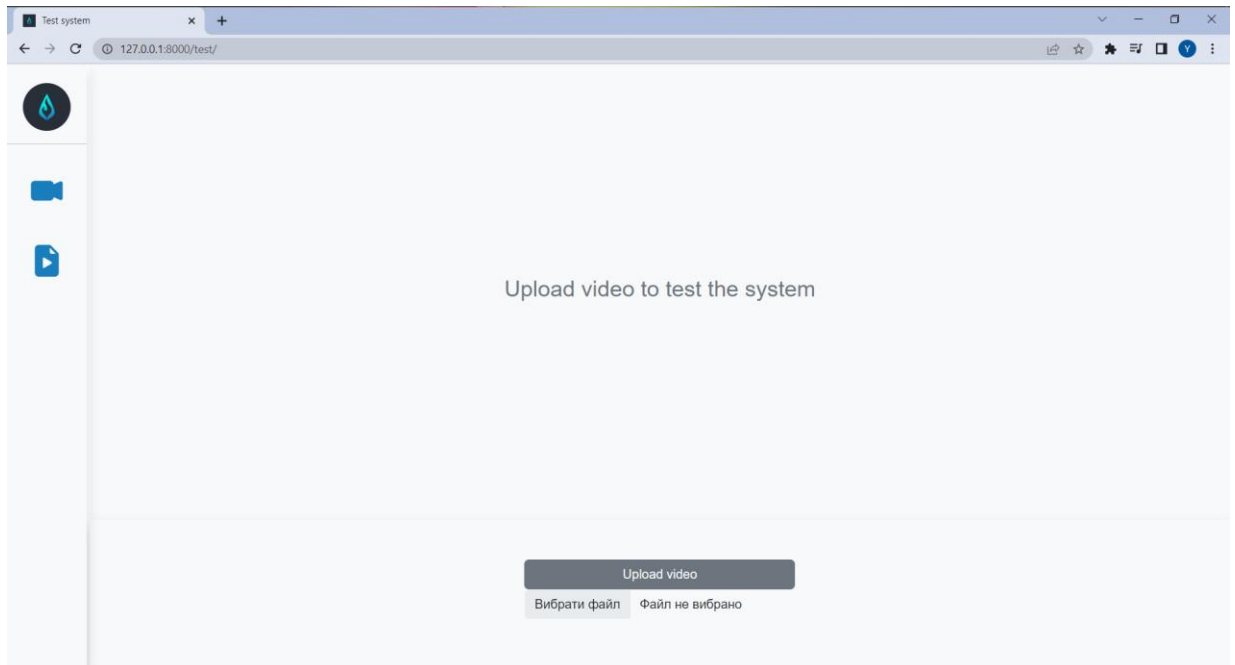 Test system
127.0.0.1:8000/test/
Y
Upload video to test the system
Upload video
Вибрати файл Файл не вибрано